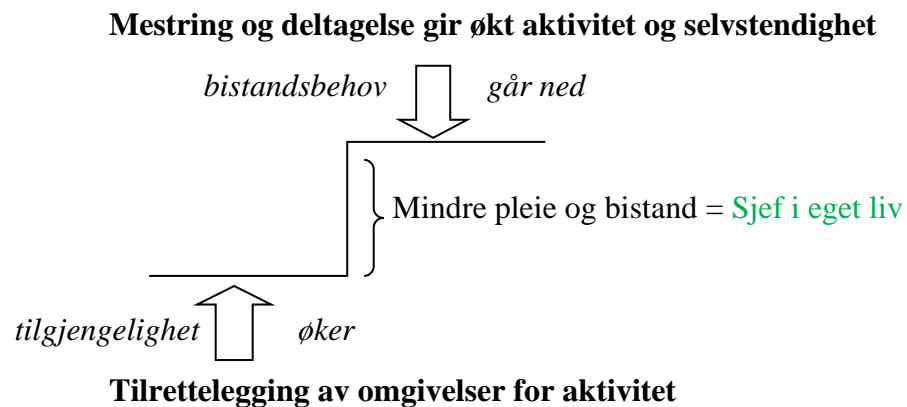 Mestring og deltagelse gir økt aktivitet og selvstendighet
bistandsbehov går ned
Mindre pleie og bistand = Sjef i eget liv
tilgjengelighet øker
Tilrettelegging av omgivelser for aktivitet